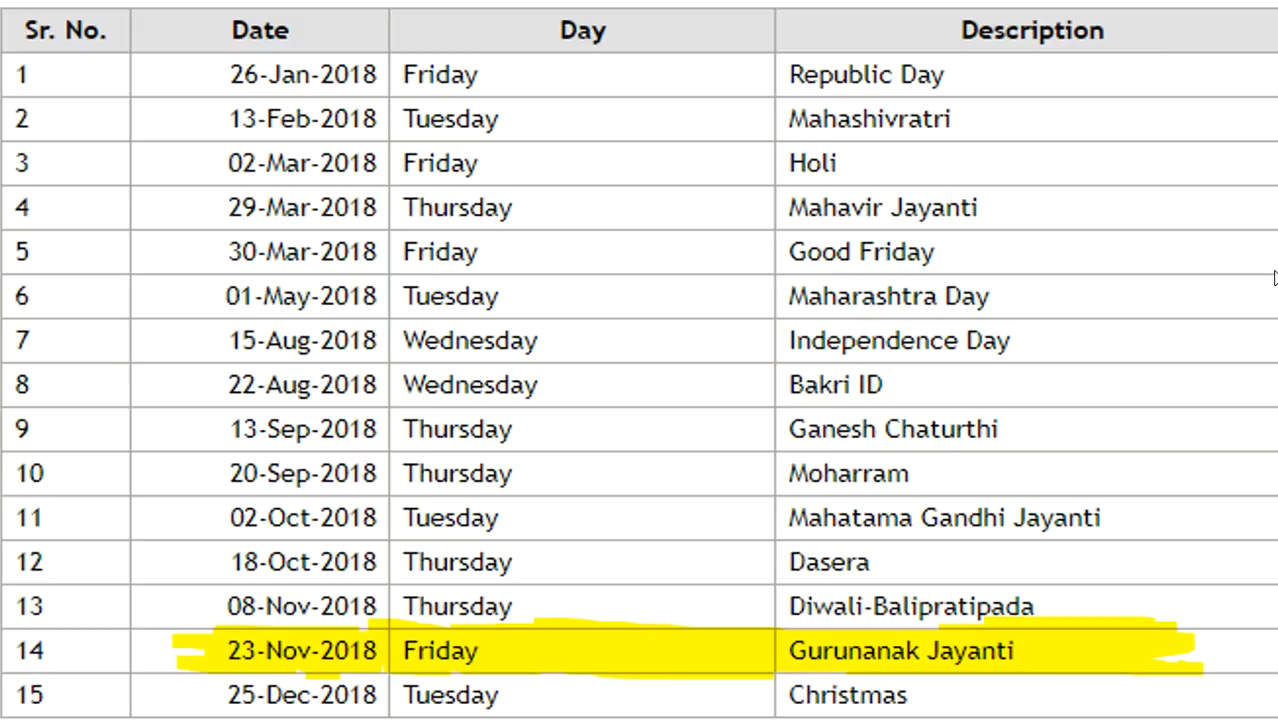 Sr. No. Date Day Description
1 26-Jan-2018 Friday Republic Day
2 13-Feb-2018 Tuesday Mahashivratri
3 02-Mar-2018 Friday Holi
4 29-Mar-2018 Thursday Mahavir Jayanti
5 30-Mar-2018 Friday Good Friday
6 01-May-2018 Tuesday Maharashtra Day
7 15-Aug-2018 Wednesday Independence Day
8 22-Aug-2018 Wednesday Bakri ID
9 13-Sep-2018 Thursday Ganesh Chaturthi
10 20-Sep-2018 Thursday Moharram
11 02-Oct-2018 Tuesday Mahatama Gandhi Jayanti
12 18-Oct-2018 Thursday Dasera
13 08-Nov-2018 Thursday Diwali-Balipratipada
14 23-Nov-2018 Friday Gurunanak Jayanti
15 25-Dec-2018 Tuesday Christmas